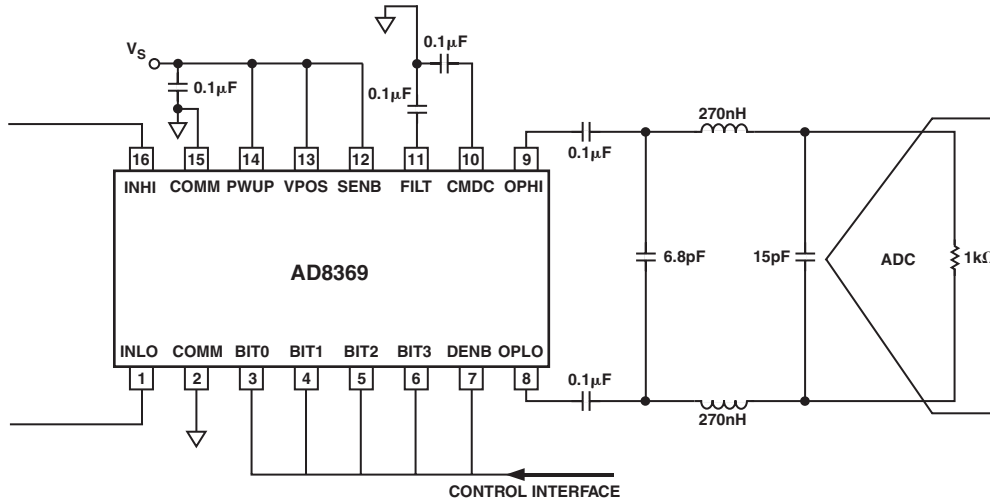 V_S
0.1μF
0.1μF
0.1μF
0.1μF
270nH
16 15 14 13 12 11 10 9
INHI COMM PWUP VPOS SENB FILT CMDC OPHI
AD8369
6.8pF
15pF
ADC
1kΩ
INLO COMM BIT0 BIT1 BIT2 BIT3 DENB OPLO
1 2 3 4 5 6 7 8
0.1μF
270nH
CONTROL INTERFACE